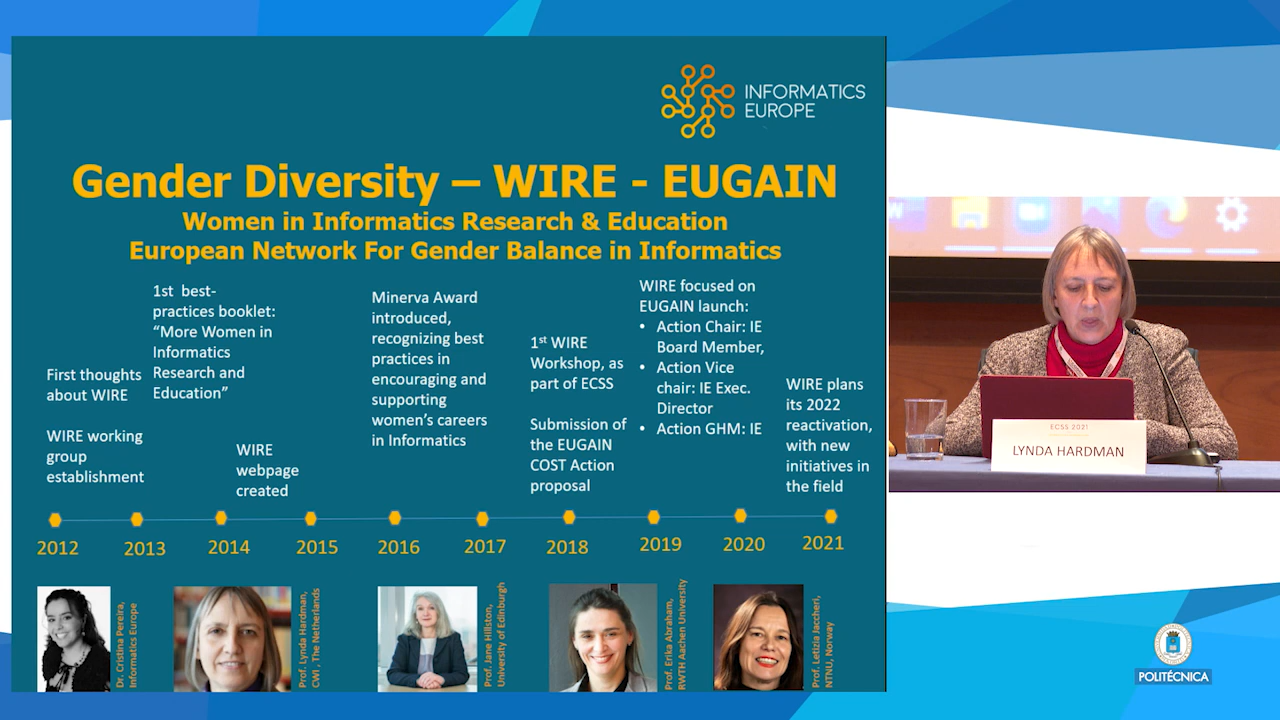 INFORMATICS
EUROPE
Gender Diversity – WIRE - EUGAIN
Women in Informatics Research & Education
European Network For Gender Balance in Informatics
First thoughts
about WIRE
WIRE working
group
establishment
1st best-
practices booklet:
“More Women in
Informatics
Research and
Education”
WIRE
webpage
created
Minerva Award
introduced,
recognizing best
practices in
encouraging and
supporting
women’s careers
in Informatics
1st WIRE
Workshop, as
part of ECSS
Submission of
the EUGAIN
COST Action
proposal
WIRE focused on
EUGAIN launch:
• Action Chair: IE
Board Member,
• Action Vice
chair: IE Exec.
Director
• Action GHM: IE
WIRE plans
its 2022
reactivation,
with new
initiatives in
the field
2012 2013 2014 2015 2016 2017 2018 2019 2020 2021
Dr. Cristina Pereira,
Informatics Europe
Prof. Lynda Hardman,
CWI , The Netherlands
Prof. Jane Hillston,
University of Edinburgh
Prof. Erika Abraham,
RWTH Aachen University
Prof. Letizia Jaccheri,
NTNU, Norway
ECSS 2021
LYNDA HARDMAN
POLITÉCNICA